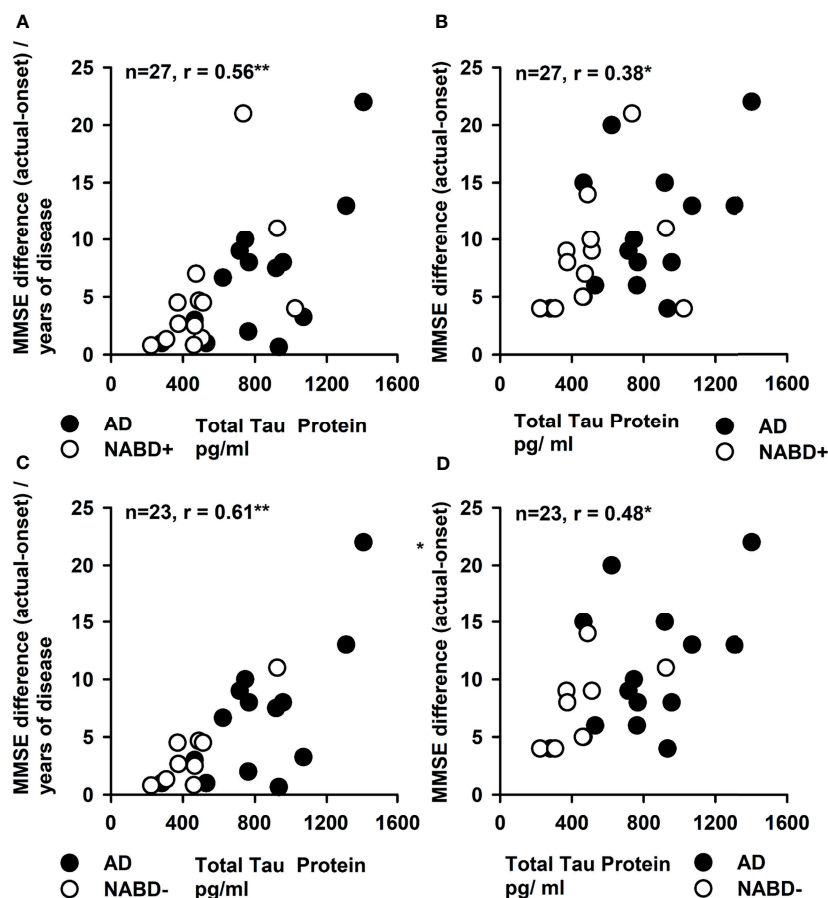 A
B
MMSE difference (actual-onset) /
years of disease
n=27, r = 0.56**
25
20
15
10
5
0
0 400 800 1200 1600
AD
NABD+
Total Tau Protein
pg/ml
MMSE difference (actual-onset)
n=27, r = 0.38*
25
20
15
10
5
0
0 400 800 1200 1600
Total Tau Protein
pg/ ml
AD
NABD+
C
D
MMSE difference (actual-onset) /
years of disease
n=23, r = 0.61**
25
20
15
10
5
0
0 400 800 1200 1600
AD
NABD-
Total Tau Protein
pg/ml
*
MMSE difference (actual-onset)
n=23, r = 0.48*
25
20
15
10
5
0
0 400 800 1200 1600
Total Tau Protein
pg/ ml
AD
NABD-